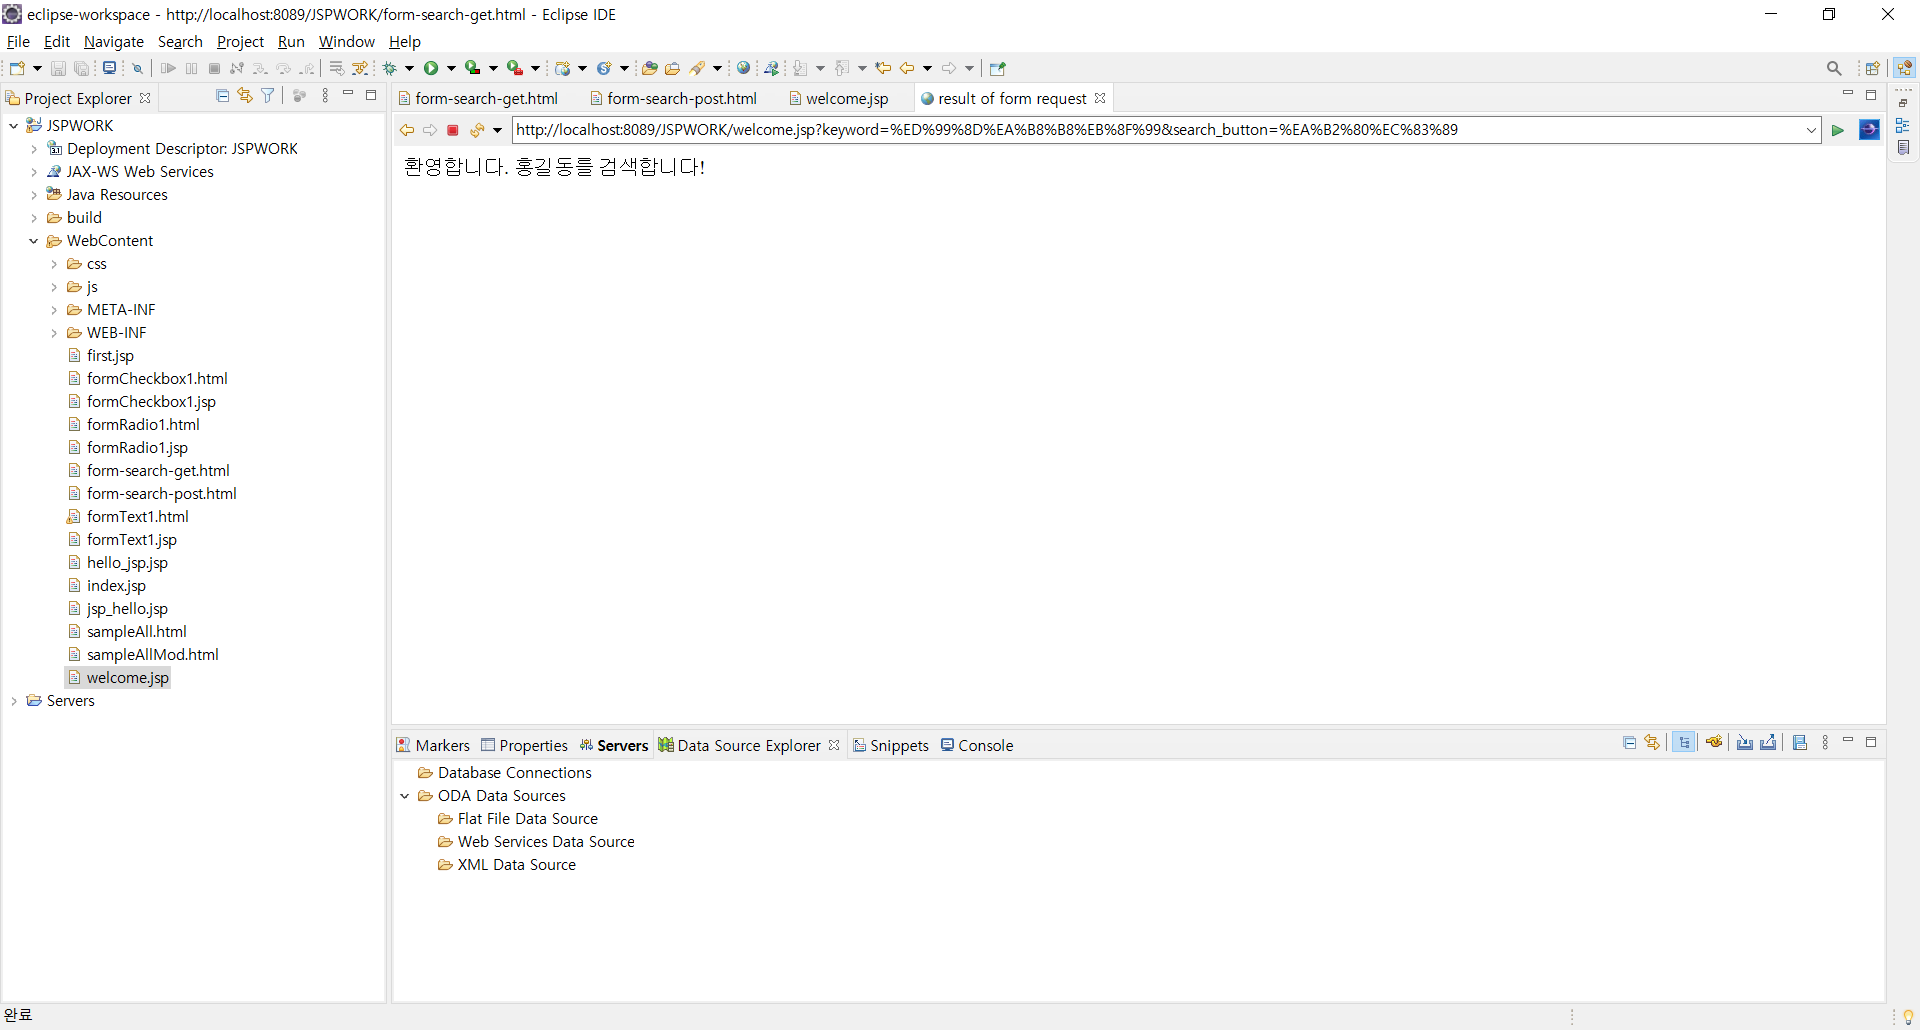 eclipse-workspace - http://localhost:8089/JSPWORK/form-search-get.html - Eclipse IDE
File Edit Navigate Search Project Run Window Help
Project Explorer
JSPWORK
Deployment Descriptor: JSPWORK
JAX-WS Web Services
Java Resources
build
WebContent
css
js
META-INF
WEB-INF
first.jsp
formCheckbox1.html
formCheckbox1.jsp
formRadio1.html
formRadio1.jsp
form-search-get.html
form-search-post.html
formText1.html
formText1.jsp
hello_jsp.jsp
index.jsp
jsp_hello.jsp
sampleAll.html
sampleAllMod.html
welcome.jsp
Servers
form-search-get.html form-search-post.html welcome.jsp result of form request
http://localhost:8089/JSPWORK/welcome.jsp?keyword=%ED%99%8D%EA%B8%B8%EB%8F%99&search_button=%EA%B2%80%EC%83%89
환영합니다. 홍길동를 검색합니다!
Markers Properties Servers Data Source Explorer Snippets Console
Database Connections
ODA Data Sources
Flat File Data Source
Web Services Data Source
XML Data Source
완료